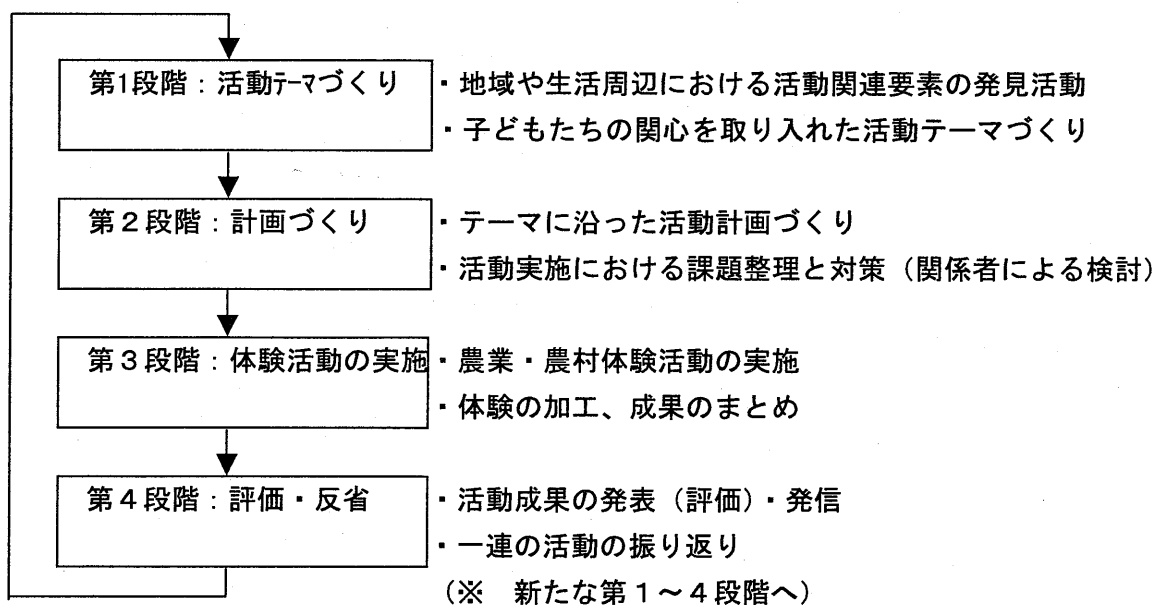 第1段階：活動ﾃｰﾏづくり ・地域や生活周辺における活動関連要素の発見活動
・子どもたちの関心を取り入れた活動テーマづくり
第２段階：計画づくり ・テーマに沿った活動計画づくり
・活動実施における課題整理と対策（関係者による検討）
第３段階：体験活動の実施 ・農業・農村体験活動の実施
・体験の加工、成果のまとめ
第４段階：評価・反省 ・活動成果の発表（評価）・発信
・一連の活動の振り返り
（※　新たな第１～４段階へ）